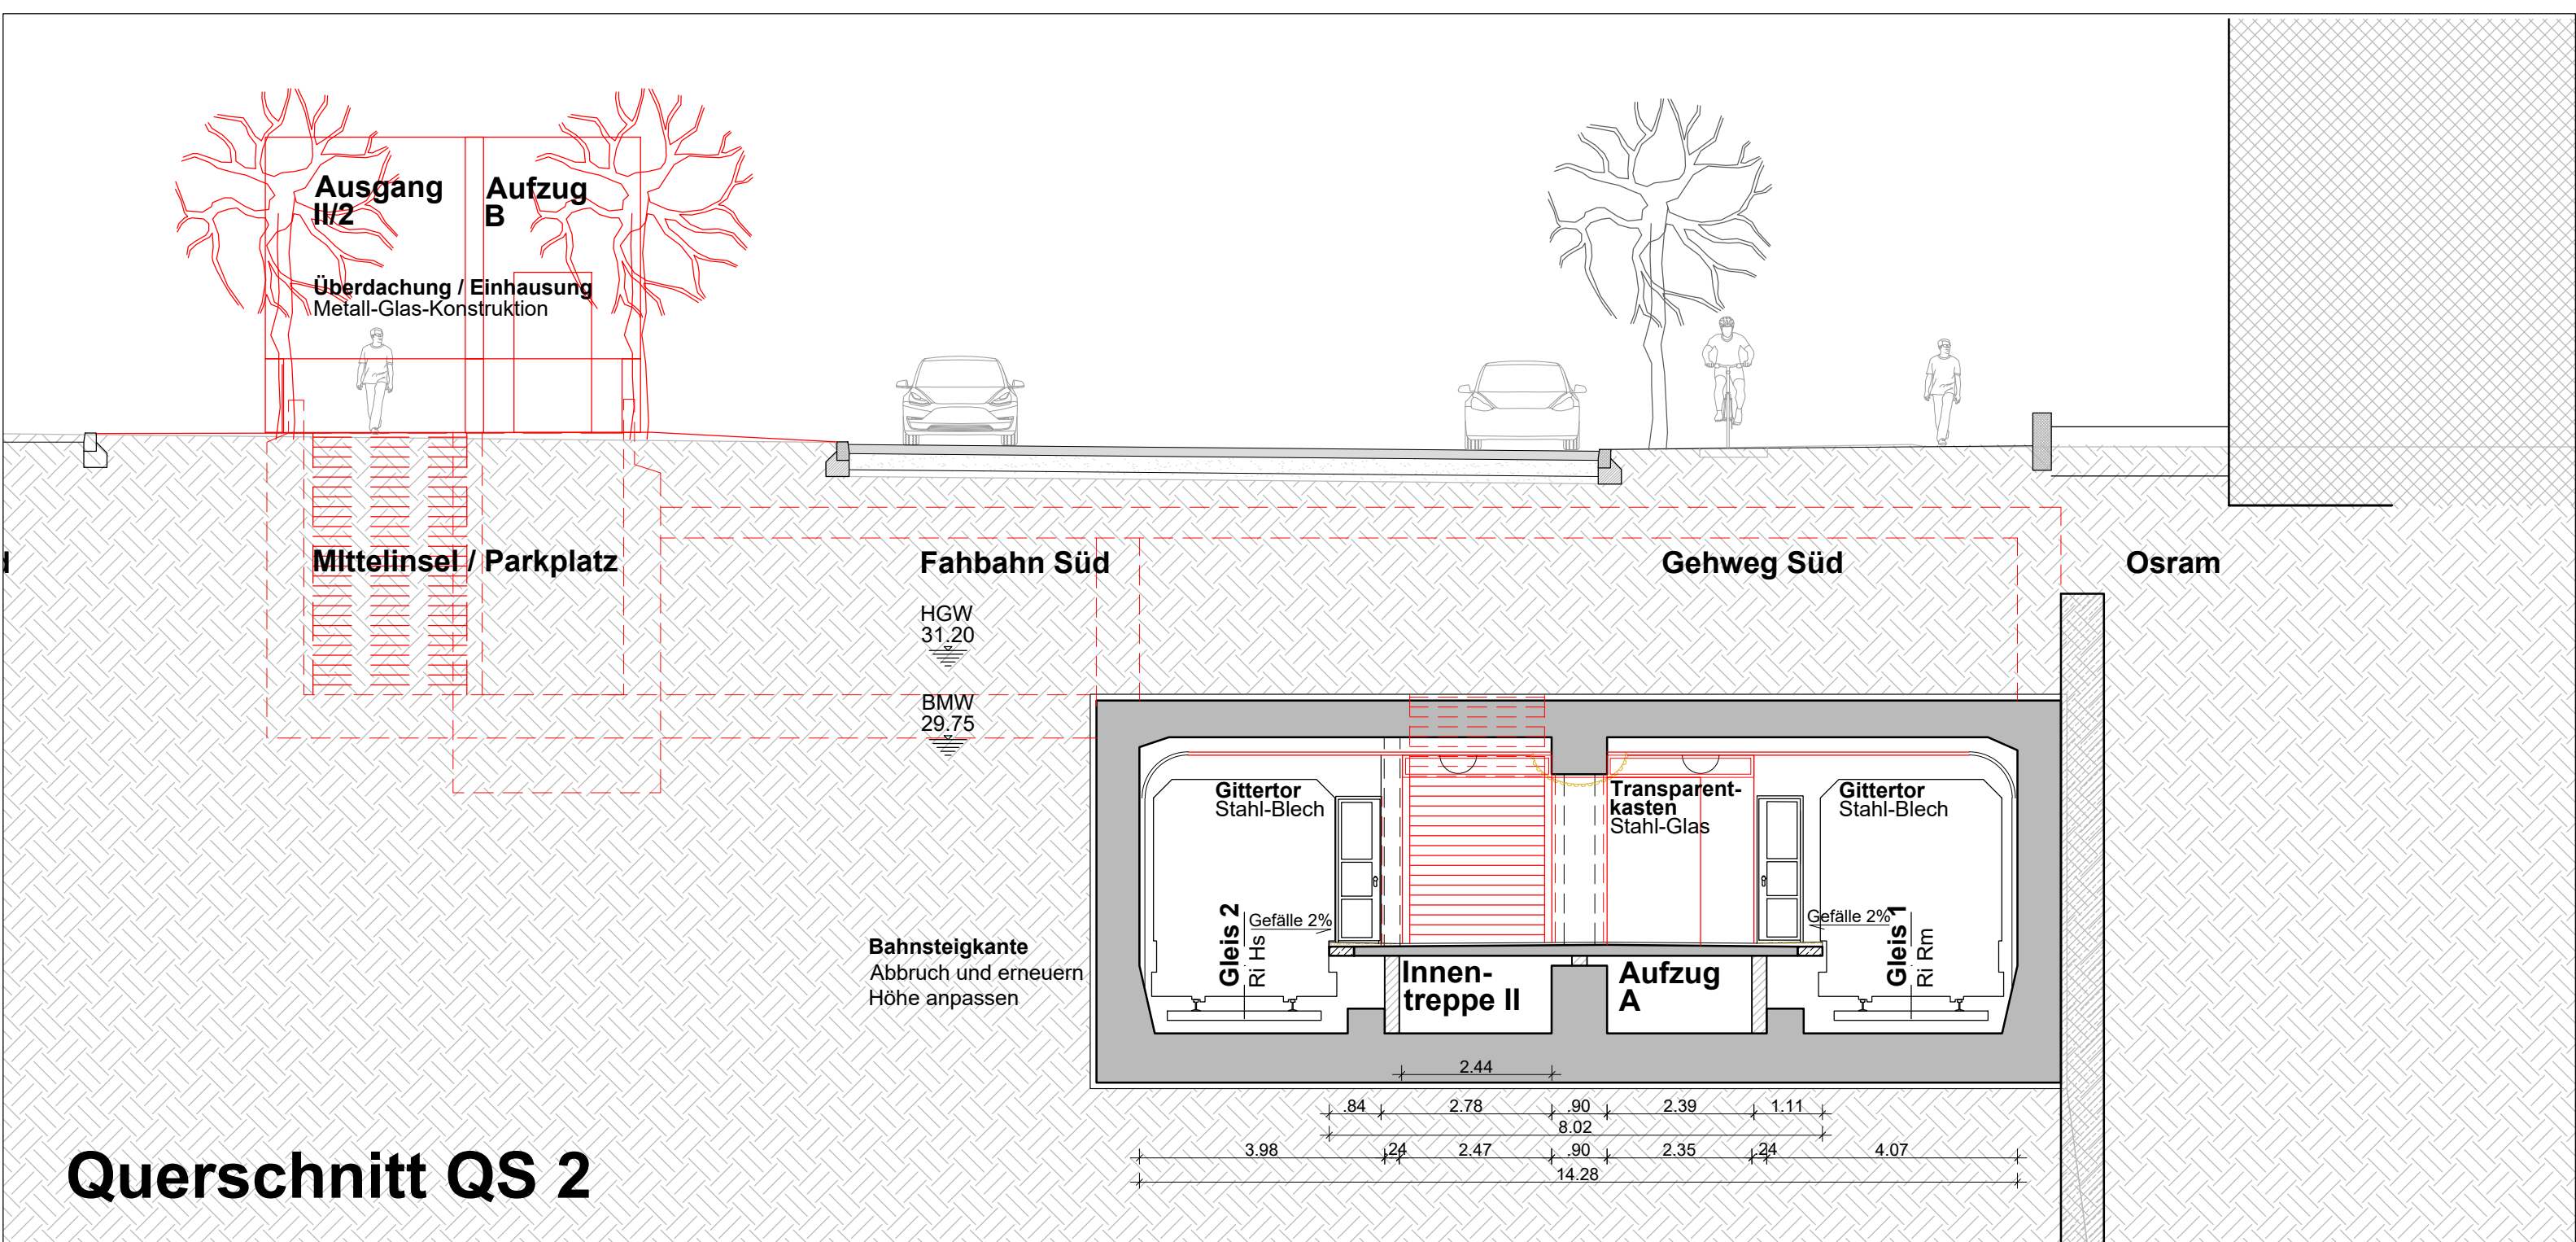 Ausgang
II/2
Aufzug
B
Überdachung / Einhausung
Metall-Glas-Konstruktion
MIttelinsel / Parkplatz
Fahbahn Süd
Gehweg Süd
Osram
HGW
31.20
BMW
29.75
Gittertor
Stahl-Blech
Transparent-
kasten
Stahl-Glas
Gittertor
Stahl-Blech
Gleis 2
Ri Hs
Gefälle 2%
Gefälle 2%
Gleis 1
Ri Rm
Bahnsteigkante
Abbruch und erneuern
Höhe anpassen
Innen-
treppe II
Aufzug
A
2.44
.84 2.78 .90 2.39 1.11
8.02
3.98 .24 2.47 .90 2.35 .24 4.07
14.28
Querschnitt QS 2